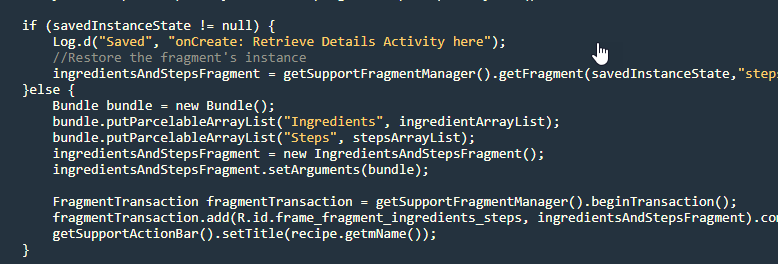 if (savedInstanceState != null) {
Log.d("Saved", "onCreate: Retrieve Details Activity here");
//Restore the fragment's instance
ingredientsAndStepsFragment = getSupportFragmentManager().getFragment(savedInstanceState,"steps
}else {
Bundle bundle = new Bundle();
bundle.putParcelableArrayList("Ingredients", ingredientArrayList);
bundle.putParcelableArrayList("Steps", stepsArrayList);
ingredientsAndStepsFragment = new IngredientsAndStepsFragment();
ingredientsAndStepsFragment.setArguments(bundle);
FragmentTransaction fragmentTransaction = getSupportFragmentManager().beginTransaction();
fragmentTransaction.add(R.id.frame_fragment_ingredients_steps, ingredientsAndStepsFragment).co
getSupportActionBar().setTitle(recipe.getmName());
}